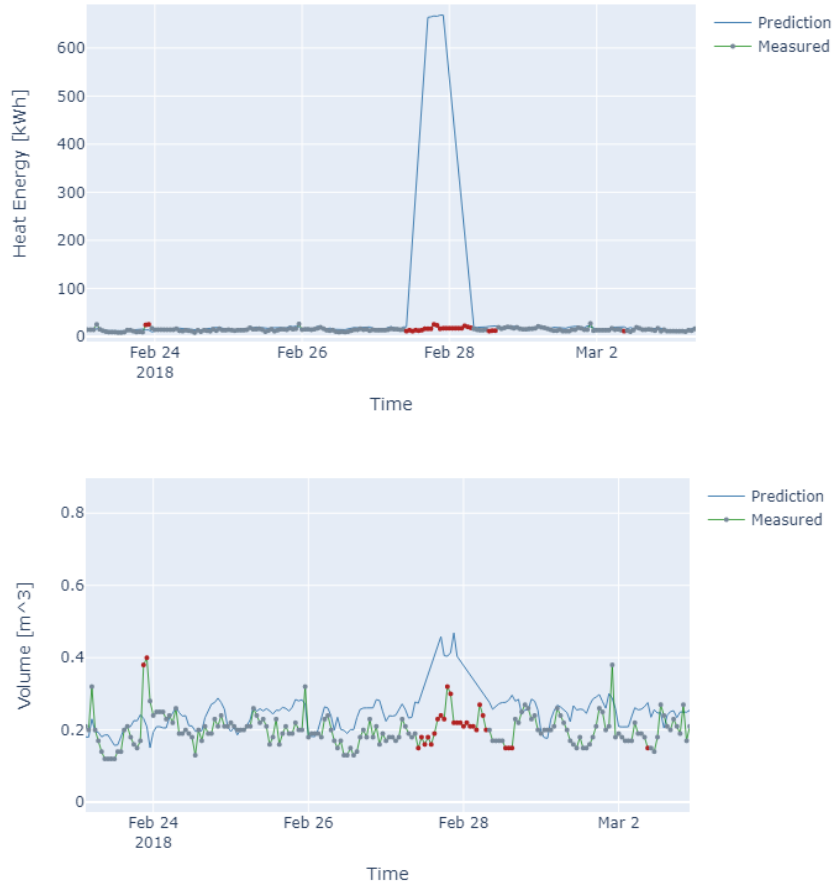 Prediction
Measured
Heat Energy [kWh]
600
500
400
300
200
100
0
Feb 24
2018
Feb 26
Feb 28
Mar 2
Time
Prediction
Measured
Volume [m^3]
0.8
0.6
0.4
0.2
0
Feb 24
2018
Feb 26
Feb 28
Mar 2
Time